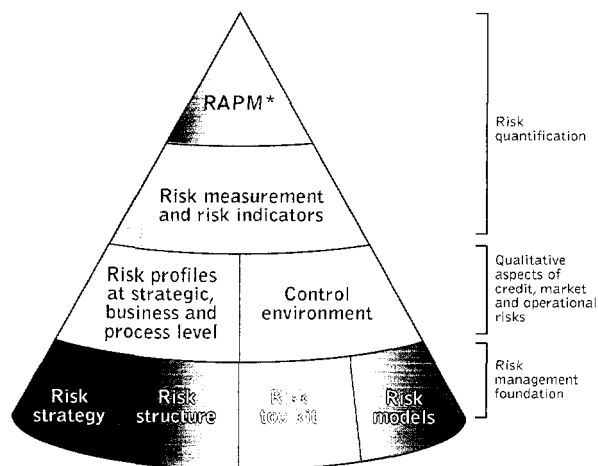 RAPM*
Risk
quantification
Risk measurement
and risk indicators
Risk profiles
at strategic,
business and
process level
Control
environment
Qualitative
aspects of
credit, market
and operational
risks
Risk
strategy
Risk
structure
Risk
Risk
models
Risk
management
foundation